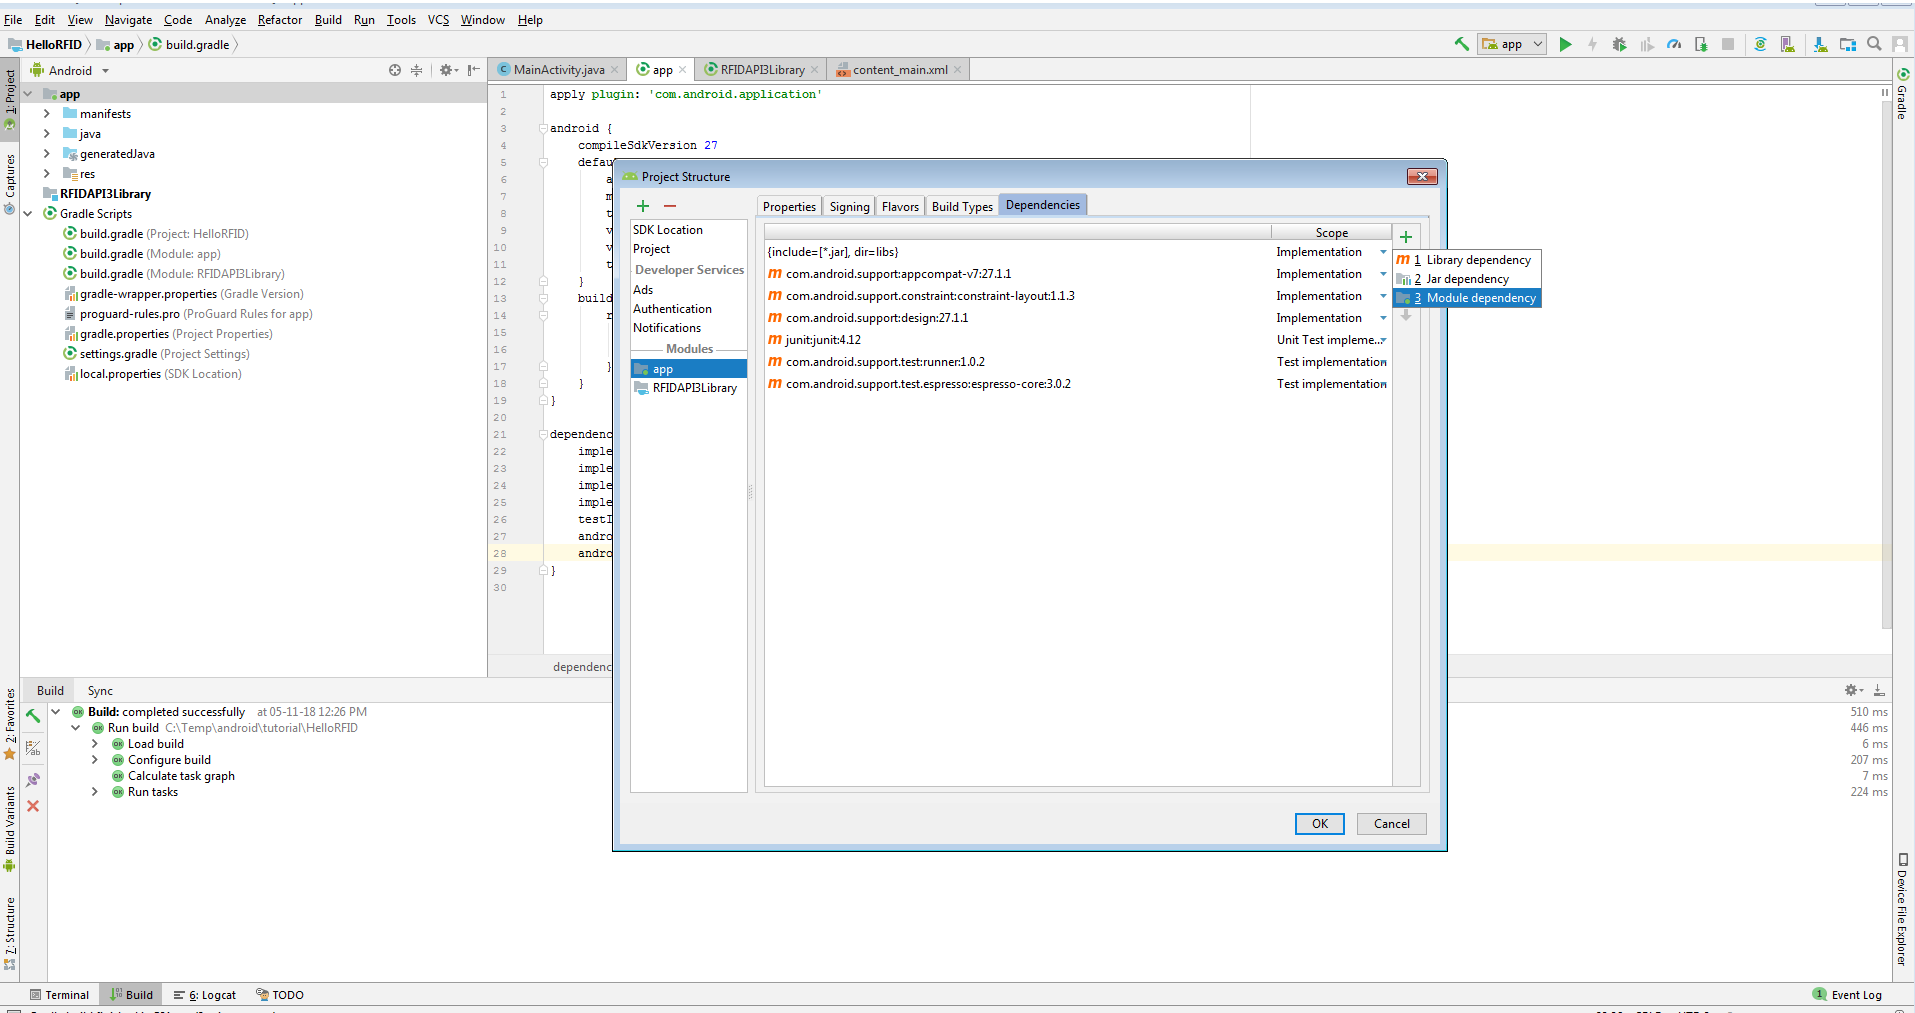 File Edit View Navigate Code Analyze Refactor Build Run Tools VCS Window Help
HelloRFID app build.gradle
app
Android
MainActivity.java app RFIDAPI3Library content_main.xml
1: Project
Captures
2: Favorites
Build Variants
7: Structure
app
manifests
java
generatedJava
res
RFIDAPI3Library
Gradle Scripts
build.gradle (Project: HelloRFID)
build.gradle (Module: app)
build.gradle (Module: RFIDAPI3Library)
gradle-wrapper.properties (Gradle Version)
proguard-rules.pro (ProGuard Rules for app)
gradle.properties (Project Properties)
settings.gradle (Project Settings)
local.properties (SDK Location)
1 apply plugin: 'com.android.application'
2
3 android {
4 compileSdkVersion 27
5 defau
6 a
7 m
8 t
9 v
10 v
11 t
12 }
13 build
14 r
15
16
17 }
18 }
19 }
20
21 dependenc
22 imple
23 imple
24 imple
25 imple
26 testI
27 andro
28 andro
29 }
30
dependenc
Project Structure
SDK Location
Project
Developer Services
Ads
Authentication
Notifications
Modules
app
RFIDAPI3Library
Properties Signing Flavors Build Types Dependencies
Scope
{include=[*.jar], dir=libs} Implementation
m com.android.support:appcompat-v7:27.1.1 Implementation
m com.android.support.constraint:constraint-layout:1.1.3 Implementation
m com.android.support:design:27.1.1 Implementation
m junit:junit:4.12 Unit Test impleme...
m com.android.support.test:runner:1.0.2 Test implementation
m com.android.support.test.espresso:espresso-core:3.0.2 Test implementation
m 1 Library dependency
2 Jar dependency
3 Module dependency
OK Cancel
Gradle
Device File Explorer
Build Sync
Build: completed successfully at 05-11-18 12:26 PM 510 ms
Run build C:\Temp\android\tutorial\HelloRFID 446 ms
Load build 6 ms
Configure build 207 ms
Calculate task graph 7 ms
Run tasks 224 ms
Terminal Build 6: Logcat TODO 1 Event Log